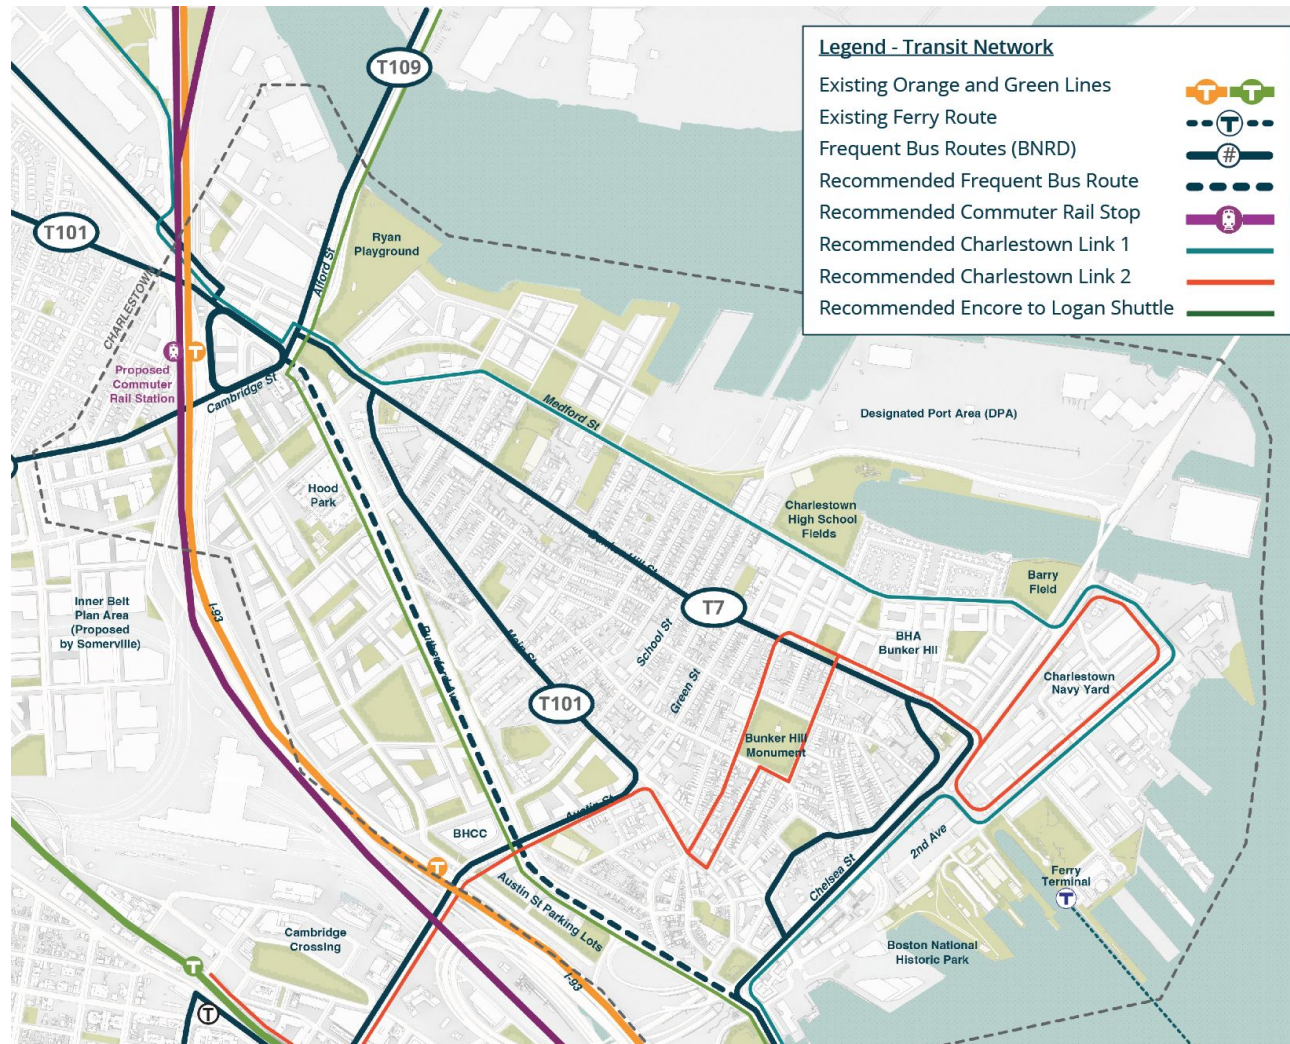 Legend - Transit Network
Existing Orange and Green Lines
T T
Existing Ferry Route
T
Frequent Bus Routes (BNRD)
#
Recommended Frequent Bus Route
Recommended Commuter Rail Stop
Recommended Charlestown Link 1
Recommended Charlestown Link 2
Recommended Encore to Logan Shuttle
T109
T101
Ryan
Playground
Alford St
CHARLESTOWN
T
Proposed
Commuter
Rail Station
Cambridge St
Medford St
Designated Port Area (DPA)
Hood
Park
Charlestown
High School
Fields
Bunker Hill St
Barry
Field
Inner Belt
Plan Area
(Proposed
by Somerville)
I-93
T7
School St
BHA
Bunker Hill
Rutherford Ave
Main St
Green St
Charlestown
Navy Yard
T101
Bunker Hill
Monument
Austin St
BHCC
2nd Ave
T
Chelsea St
Ferry
Terminal
T
Austin St Parking Lots
Cambridge
Crossing
Boston National
Historic Park
T
I-93
T